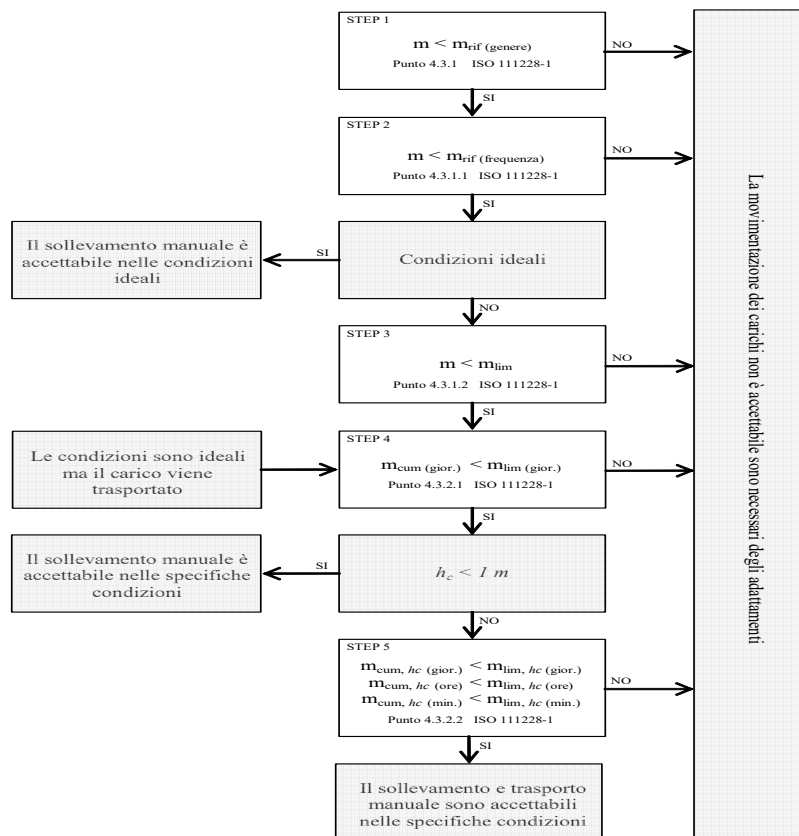 STEP 1
m < mrif (genere)
Punto 4.3.1 ISO 111228-1
NO
SI
STEP 2
m < mrif (frequenza)
Punto 4.3.1.1 ISO 111228-1
NO
SI
Il sollevamento manuale è
accettabile nelle condizioni
ideali
SI
Condizioni ideali
NO
STEP 3
m < mlim
Punto 4.3.1.2 ISO 111228-1
NO
SI
Le condizioni sono ideali
ma il carico viene
trasportato
STEP 4
mcum (gior.) < mlim (gior.)
Punto 4.3.2.1 ISO 111228-1
NO
SI
Il sollevamento manuale è
accettabile nelle specifiche
condizioni
SI
hc < 1 m
NO
STEP 5
mcum, hc (gior.) < mlim, hc (gior.)
mcum, hc (ore) < mlim, hc (ore)
mcum, hc (min.) < mlim, hc (min.)
Punto 4.3.2.2 ISO 111228-1
NO
SI
Il sollevamento e trasporto
manuale sono accettabili
nelle specifiche condizioni
La movimentazione dei carichi non è accettabile sono necessari degli adattamenti